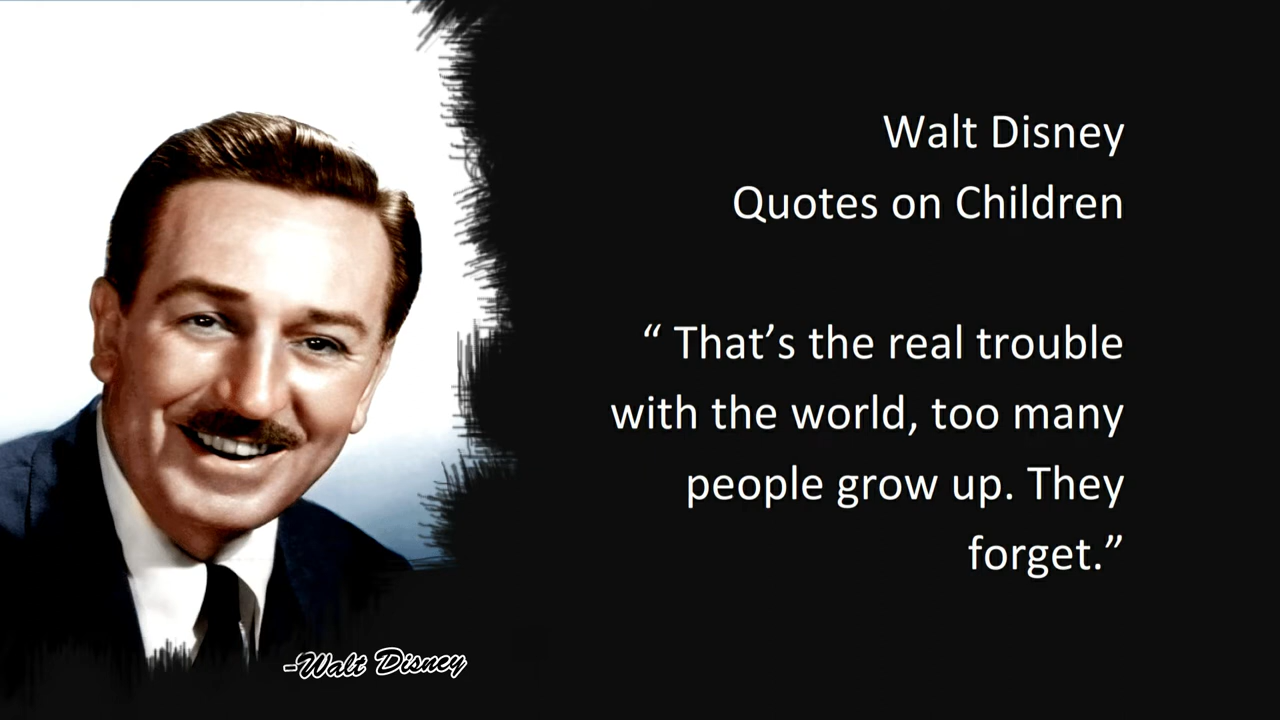 Walt Disney
Quotes on Children
“ That’s the real trouble
with the world, too many
people grow up. They
forget.”
-Walt Disney